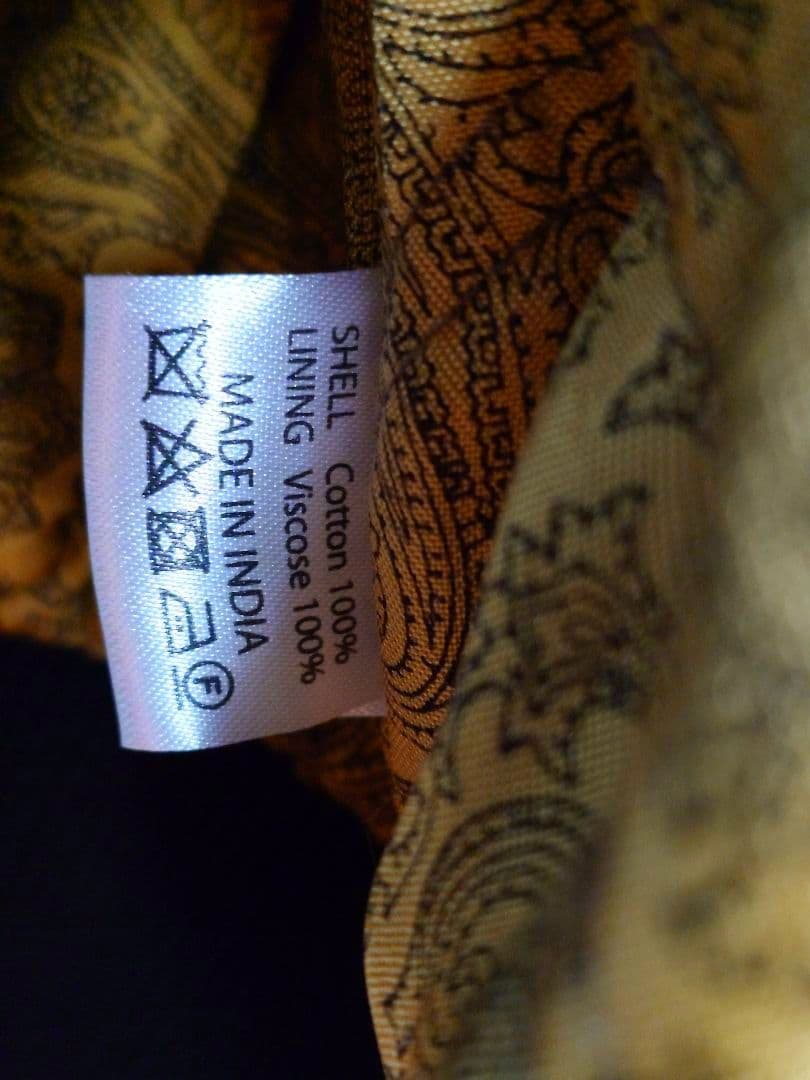 SHELL Cotton 100%
LINING Viscose 100%
MADE IN INDIA
F